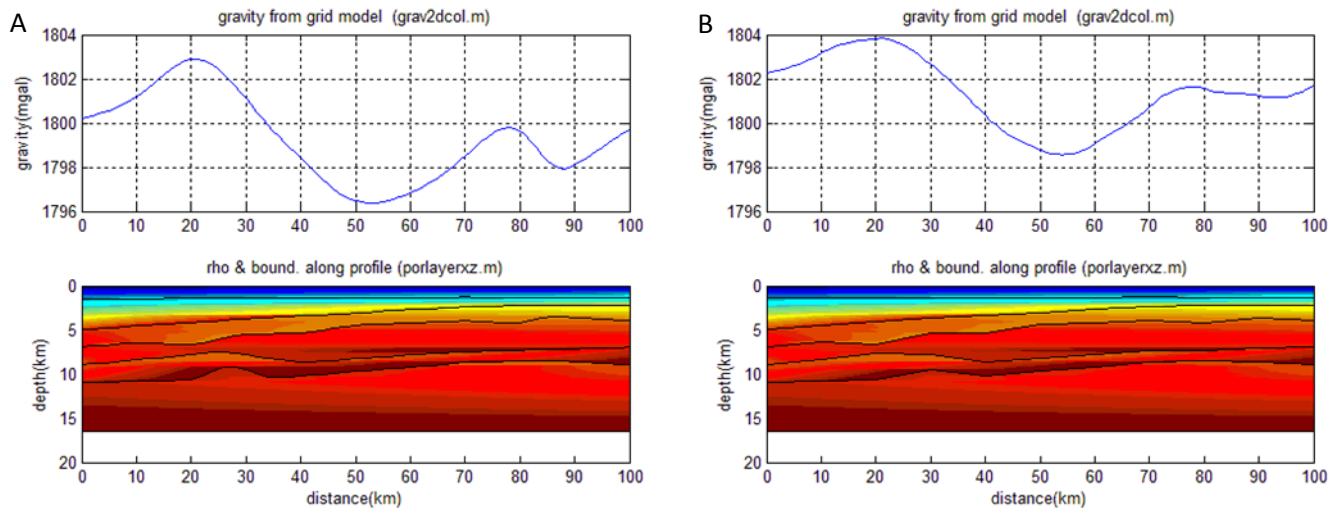 A
gravity from grid model (grav2dcol.m)
1804
1802
1800
1798
1796
gravity(mgal)
0 10 20 30 40 50 60 70 80 90 100
rho & bound. along profile (porlayerxz.m)
0
5
10
15
20
depth(km)
0 10 20 30 40 50 60 70 80 90 100
distance(km)
B
gravity from grid model (grav2dcol.m)
1804
1802
1800
1798
1796
gravity(mgal)
0 10 20 30 40 50 60 70 80 90 100
rho & bound. along profile (porlayerxz.m)
0
5
10
15
20
depth(km)
0 10 20 30 40 50 60 70 80 90 100
distance(km)